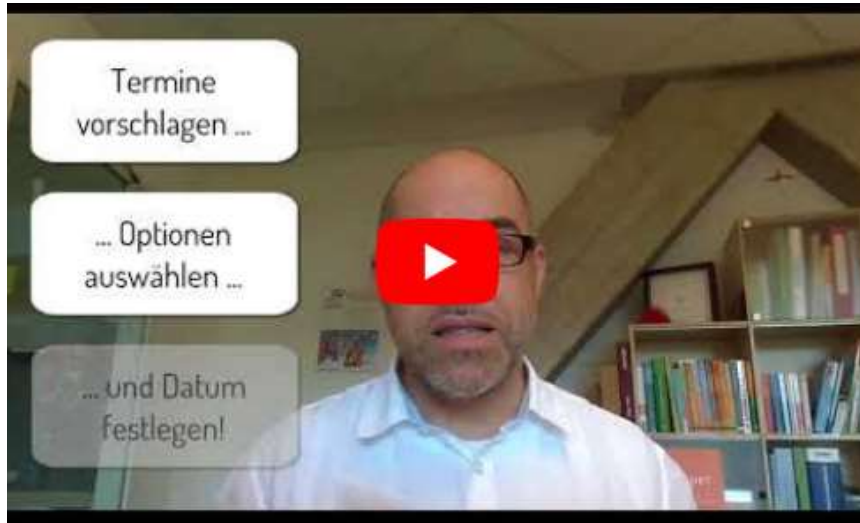 Termine
vorschlagen ...
... Optionen
auswählen ...
... und Datum
festlegen!